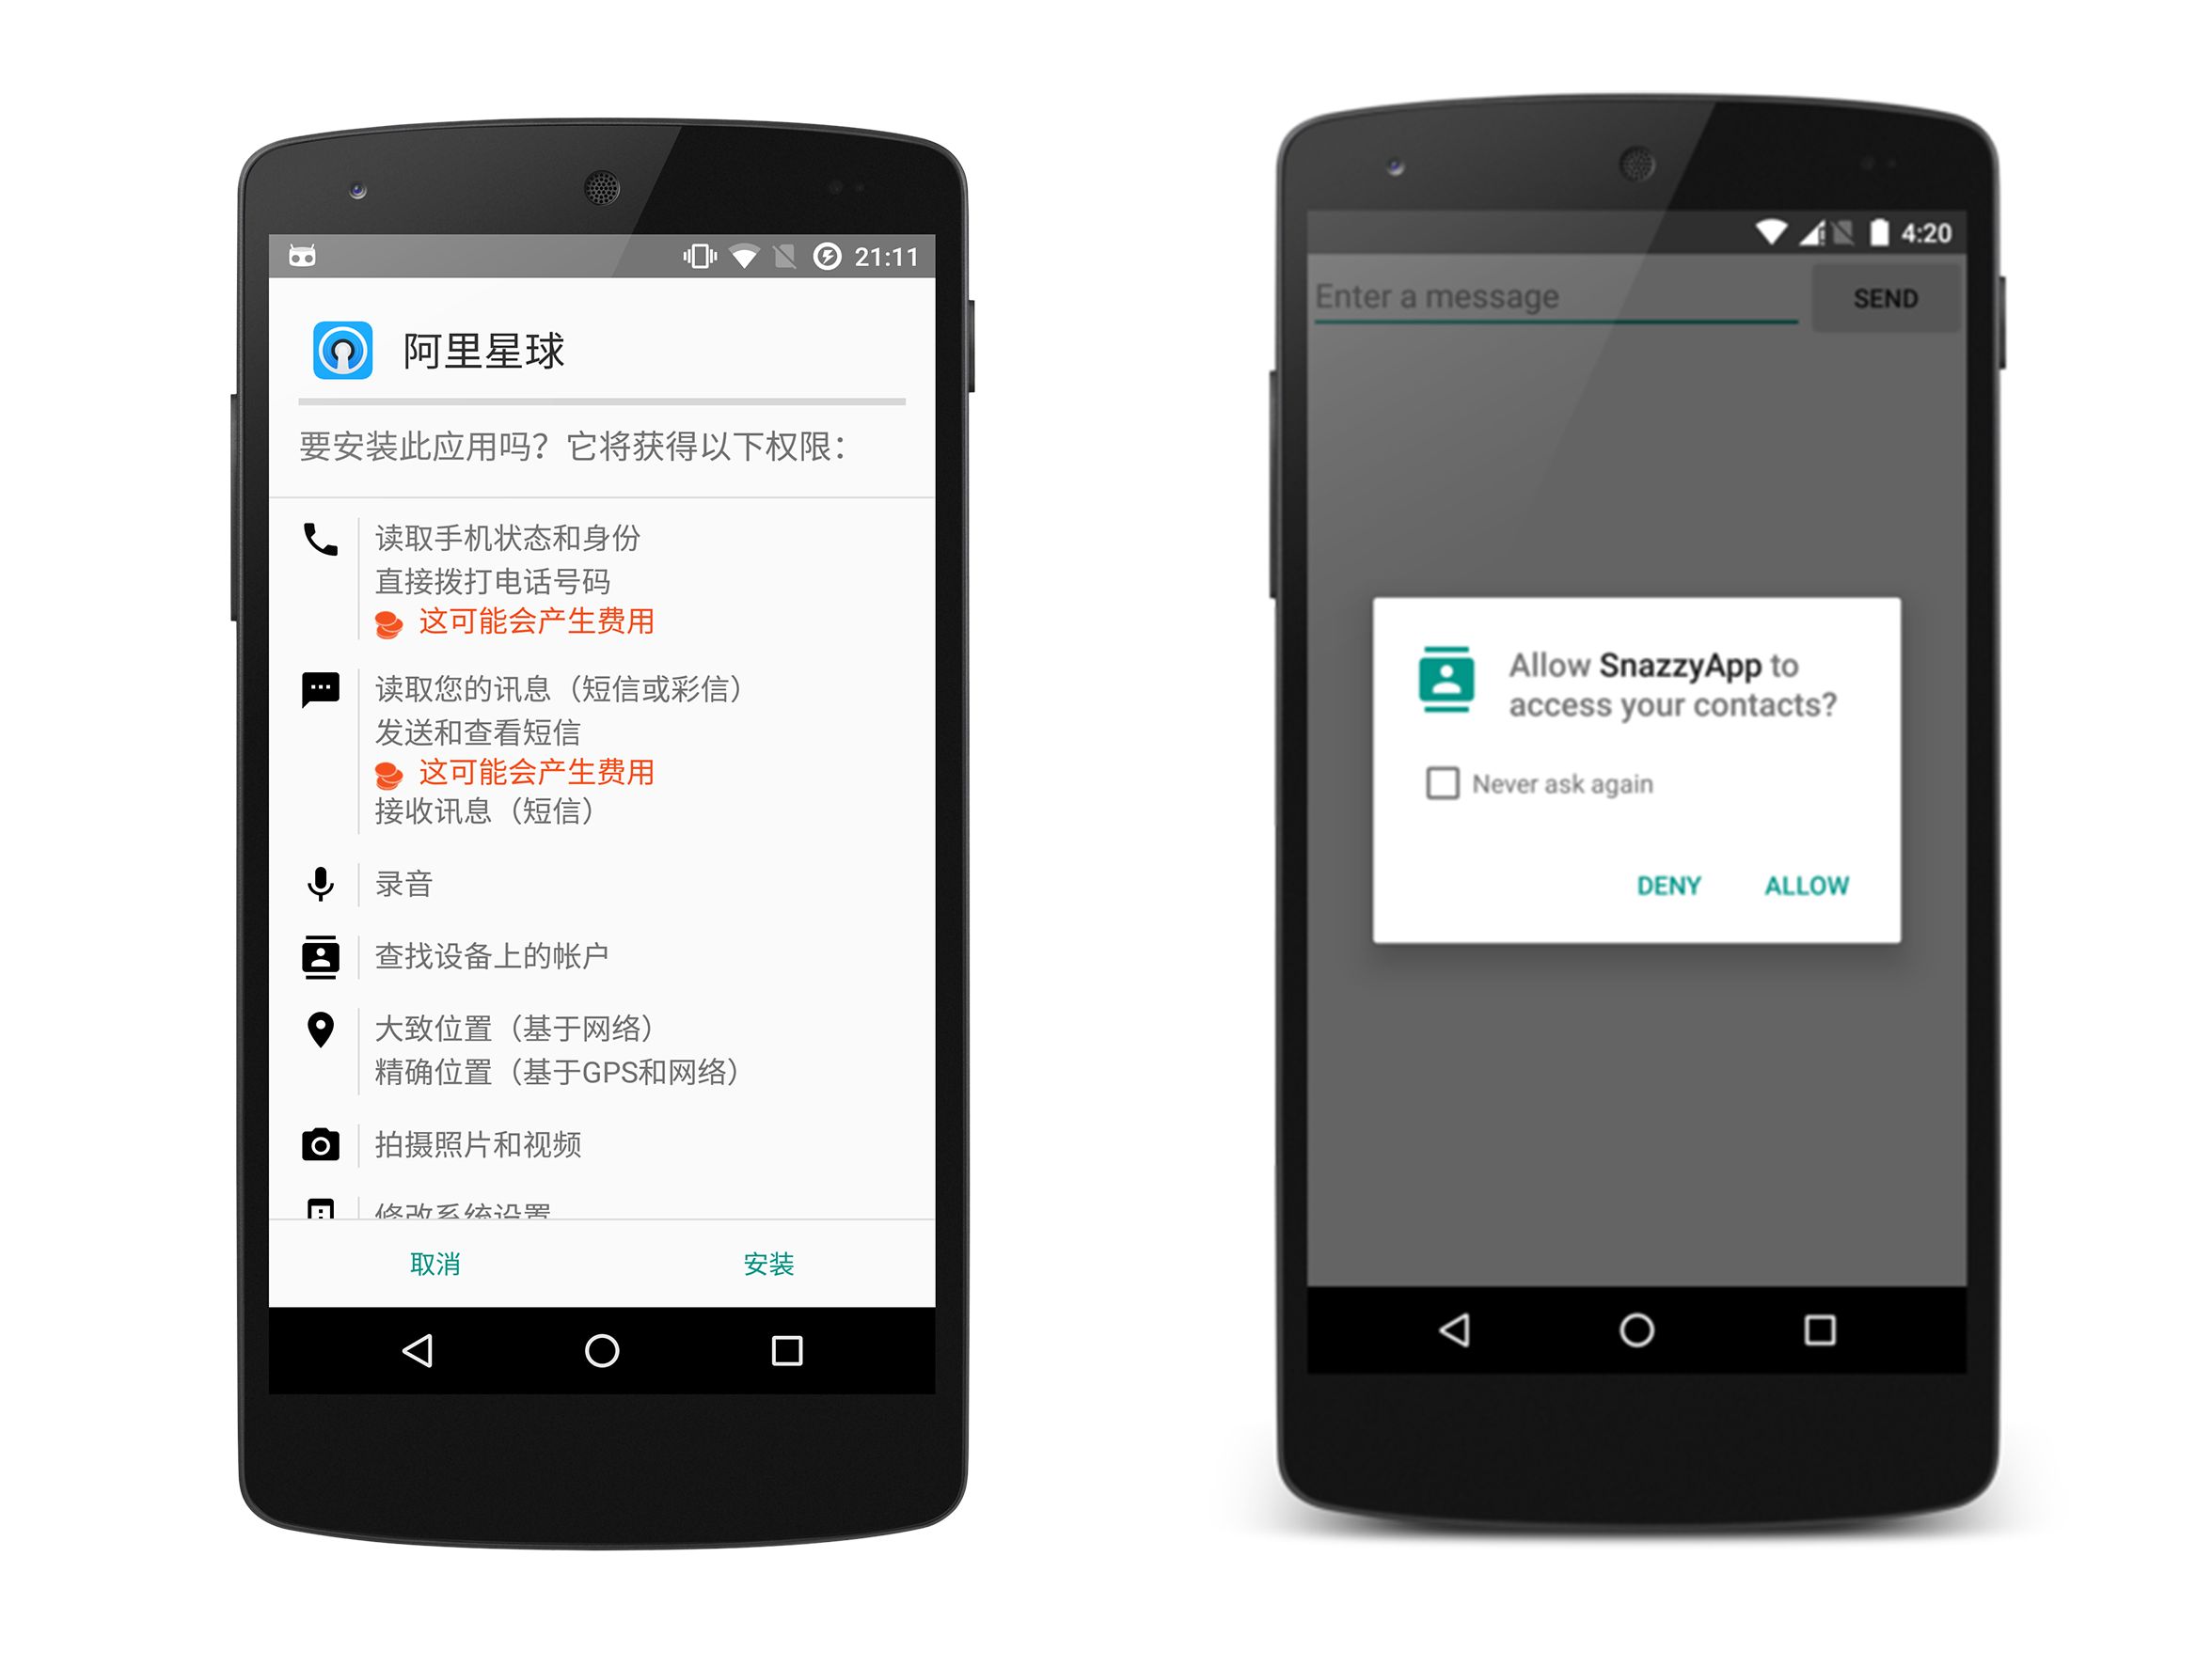 21:11
阿里星球
要安装此应用吗？它将获得以下权限：
读取手机状态和身份
直接拨打电话号码
这可能会产生费用
读取您的讯息（短信或彩信）
发送和查看短信
这可能会产生费用
接收讯息（短信）
录音
查找设备上的帐户
大致位置（基于网络）
精确位置（基于GPS和网络）
拍摄照片和视频
修改系统设置
取消 安装
4:20
Enter a message SEND
Allow SnazzyApp to
access your contacts?
Never ask again
DENY ALLOW